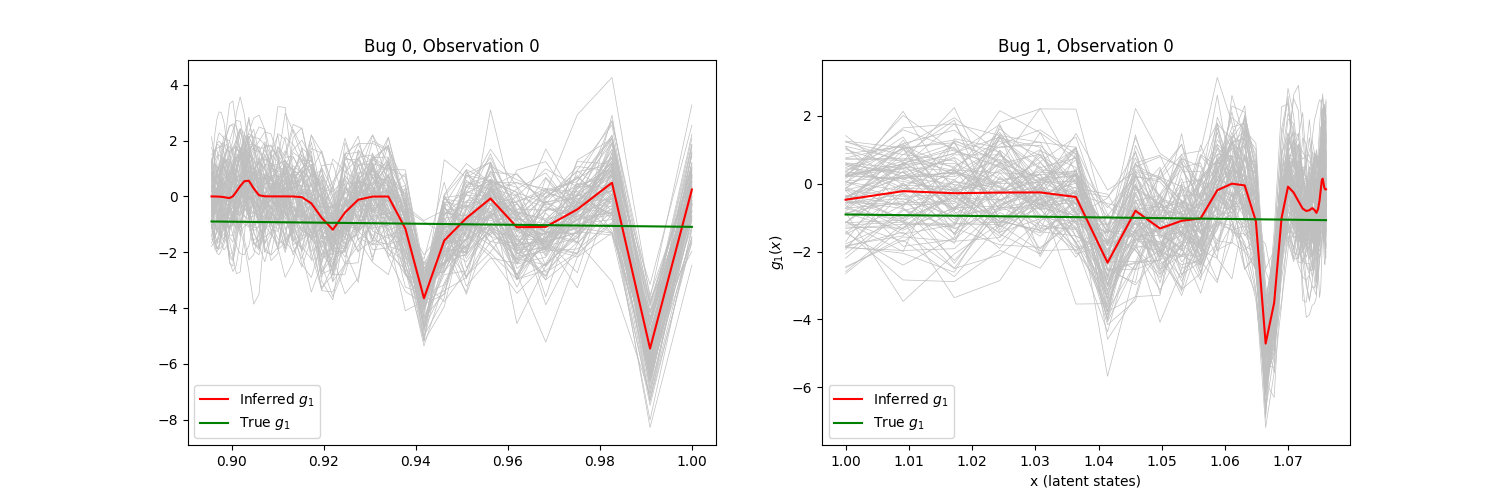 Bug 0, Observation 0
4
2
0
−2
−4
−6
−8
0.90 0.92 0.94 0.96 0.98 1.00
Inferred g₁
True g₁
Bug 1, Observation 0
g₁(x)
2
0
−2
−4
−6
1.00 1.01 1.02 1.03 1.04 1.05 1.06 1.07
x (latent states)
Inferred g₁
True g₁